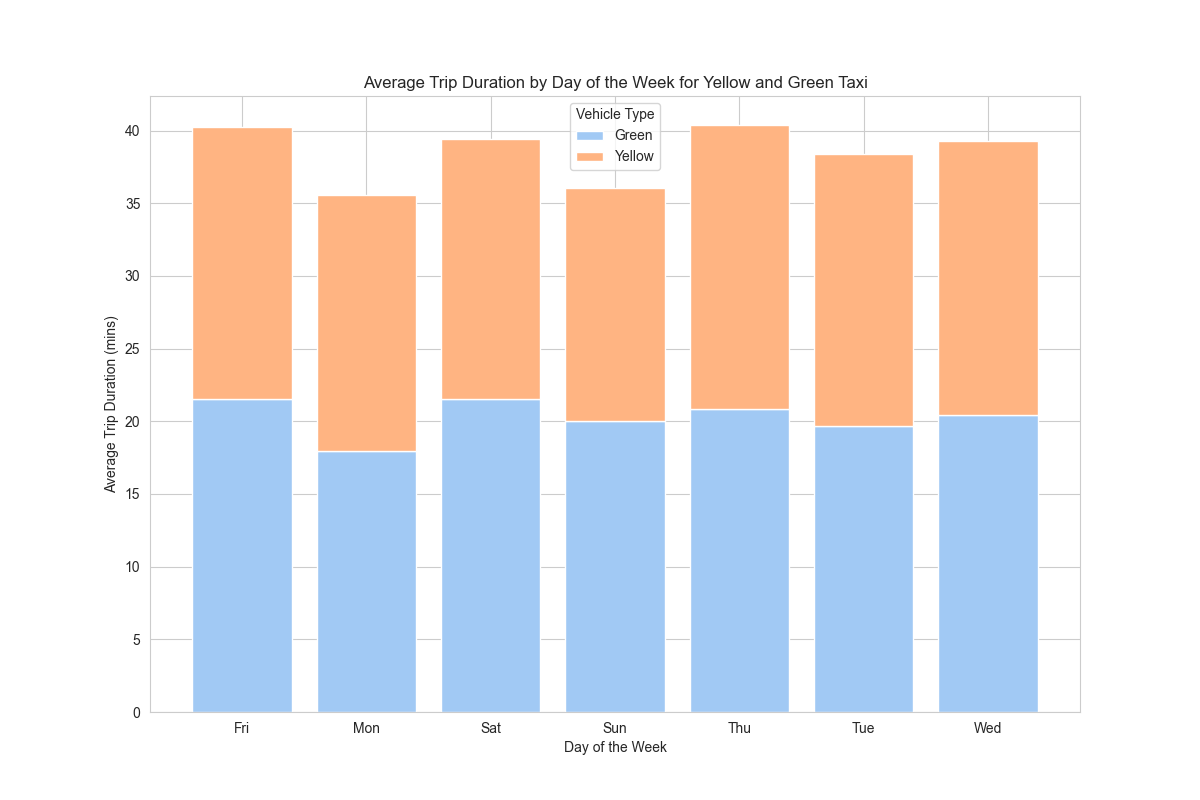 Average Trip Duration by Day of the Week for Yellow and Green Taxi
Vehicle Type
Green
Yellow
Average Trip Duration (mins)
40
35
30
25
20
15
10
5
0
Fri Mon Sat Sun Thu Tue Wed
Day of the Week